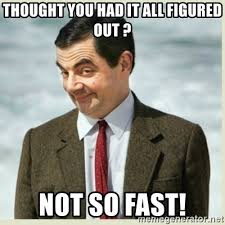 THOUGHT YOU HAD IT ALL FIGURED
OUT ?
NOT SO FAST!
memegenerator.net